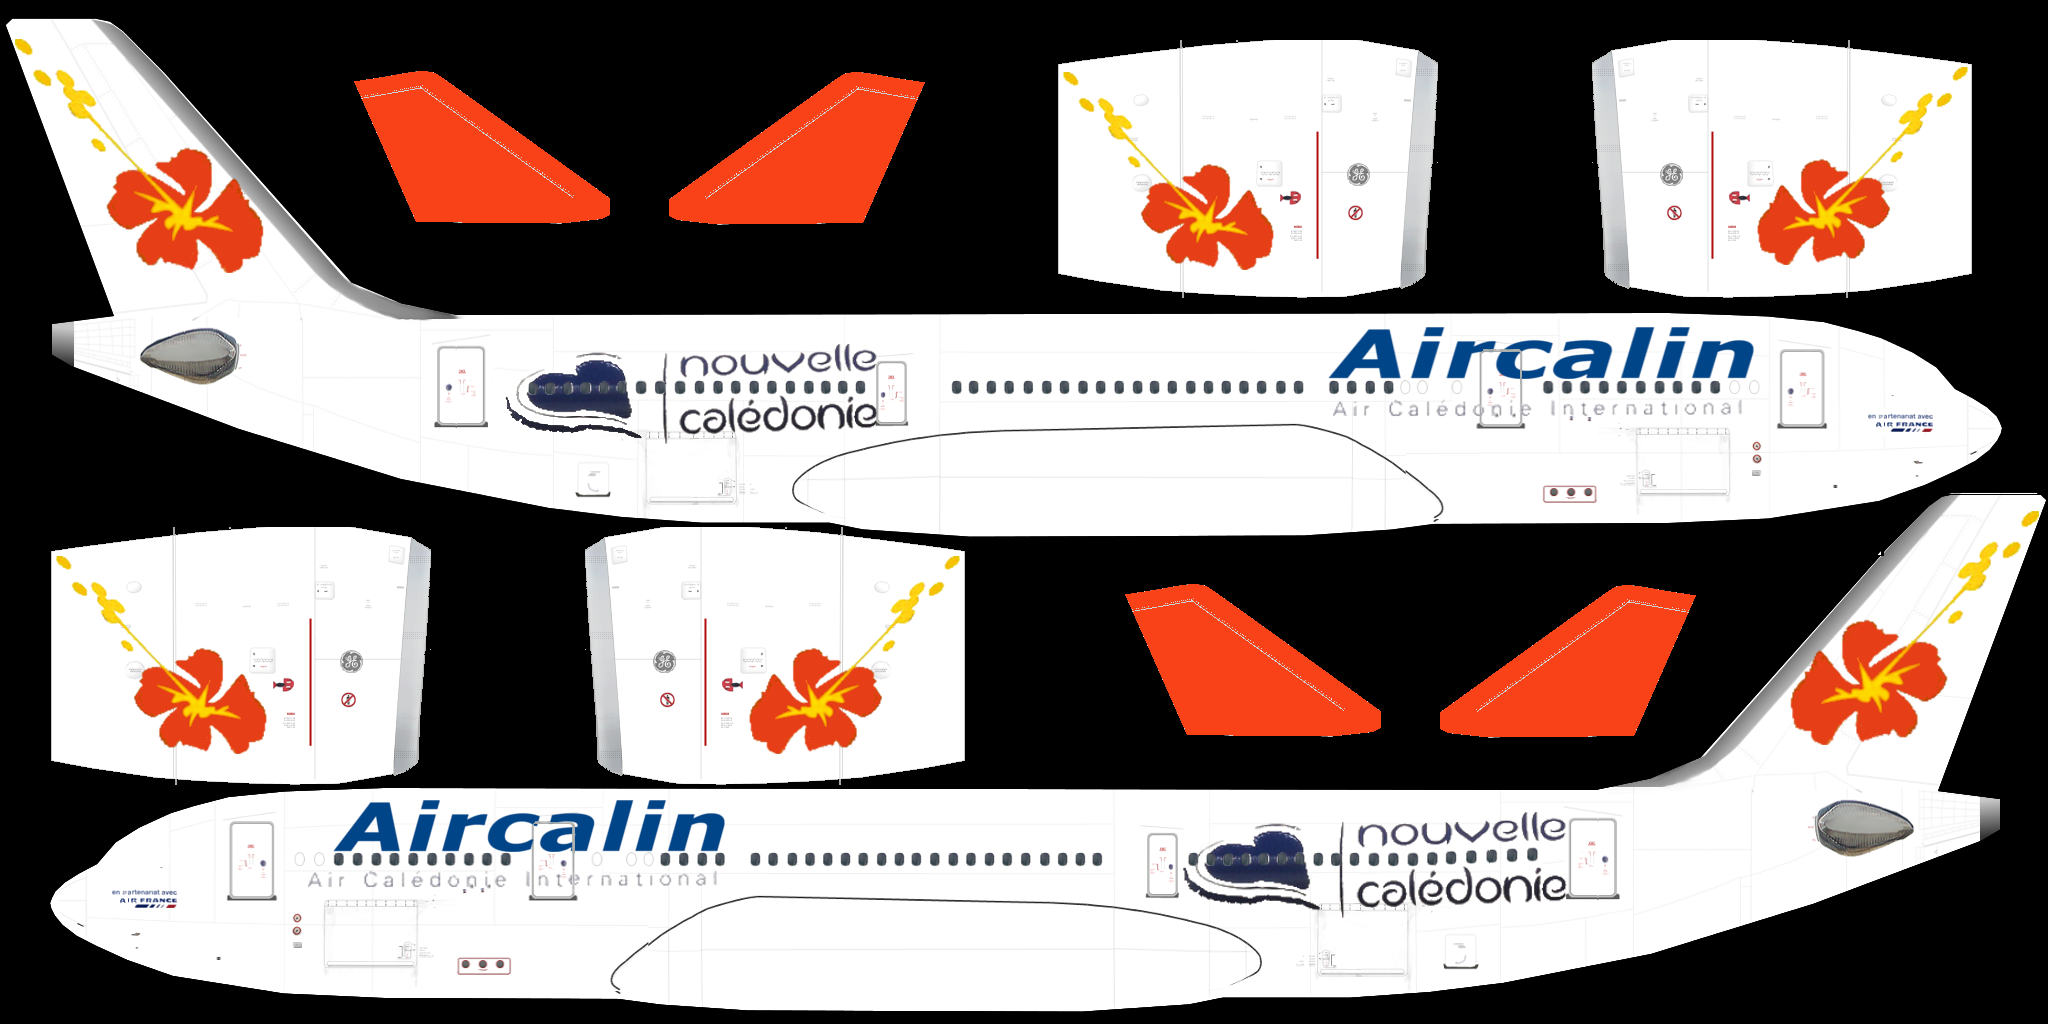 Aircalin
nouvelle
Air Calédonie International
calédonie
en partenariat avec
AIR FRANCE
Aircalin
nouvelle
Air Calédonie International
calédonie
en partenariat avec
AIR FRANCE